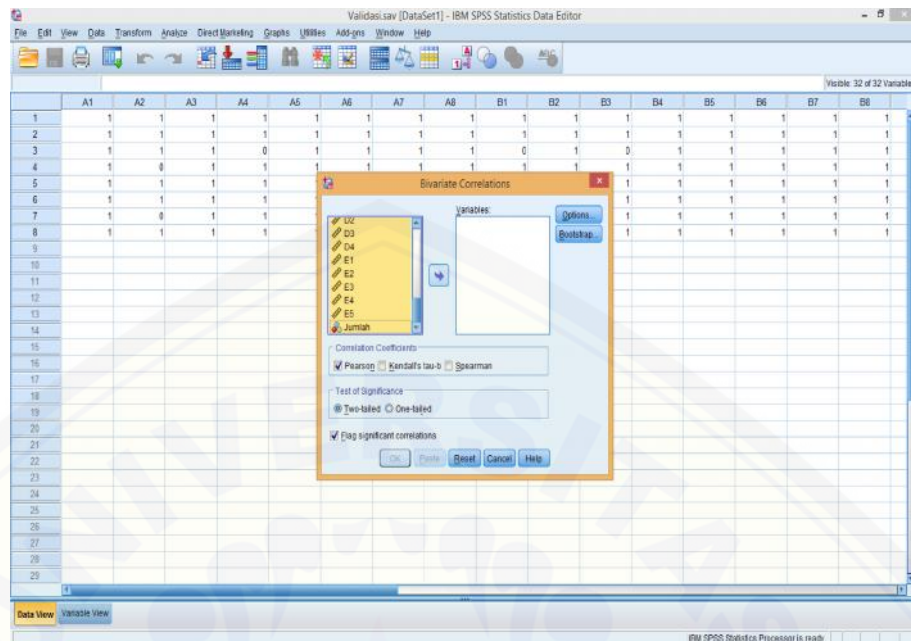 Validasi.sav [DataSet1] - IBM SPSS Statistics Data Editor
File Edit View Data Transform Analyze Direct Marketing Graphs Utilities Add-ons Window Help
Visible: 32 of 32 Variable
A1 A2 A3 A4 A5 A6 A7 A8 B1 B2 B3 B4 B5 B6 B7 B8
1 1 1 1 1 1 1 1 1 1 1 1 1 1 1 1 1
2 1 1 1 1 1 1 1 1 1 1 1 1 1 1 1 1
3 1 1 1 0 1 1 1 1 0 1 0 1 1 1 1 1
4 1 0 1 1 1 1 1 1 1 1 1 1 1 1 1 1
5 1 1 1 1 1 1 1 1 1 1
6 1 1 1 1 1 1 1 1 1 1
7 1 0 1 1 1 1 1 1 1 1
8 1 1 1 1 1 1 1 1 1 1
9
10
11
12
13
14
15
16
17
18
19
20
21
22
23
24
25
26
27
28
29
Bivariate Correlations
Variables:
D2
D3
D4
E1
E2
E3
E4
E5
Jumlah
Options...
Bootstrap...
Correlation Coefficients
Pearson Kendall's tau-b Spearman
Test of Significance
Two-tailed One-tailed
Flag significant correlations
OK Paste Reset Cancel Help
Data View Variable View
IBM SPSS Statistics Processor is ready
UNIVERSITA